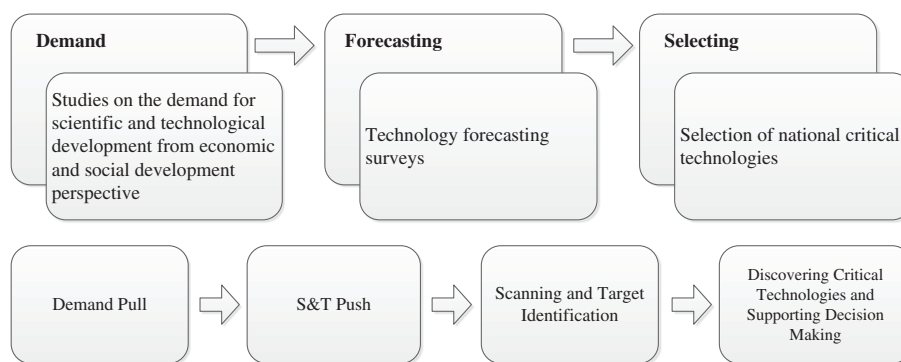 Demand
Studies on the demand for
scientific and technological
development from economic
and social development
perspective
Forecasting
Technology forecasting
surveys
Selecting
Selection of national critical
technologies
Demand Pull
S&T Push
Scanning and Target
Identification
Discovering Critical
Technologies and
Supporting Decision
Making